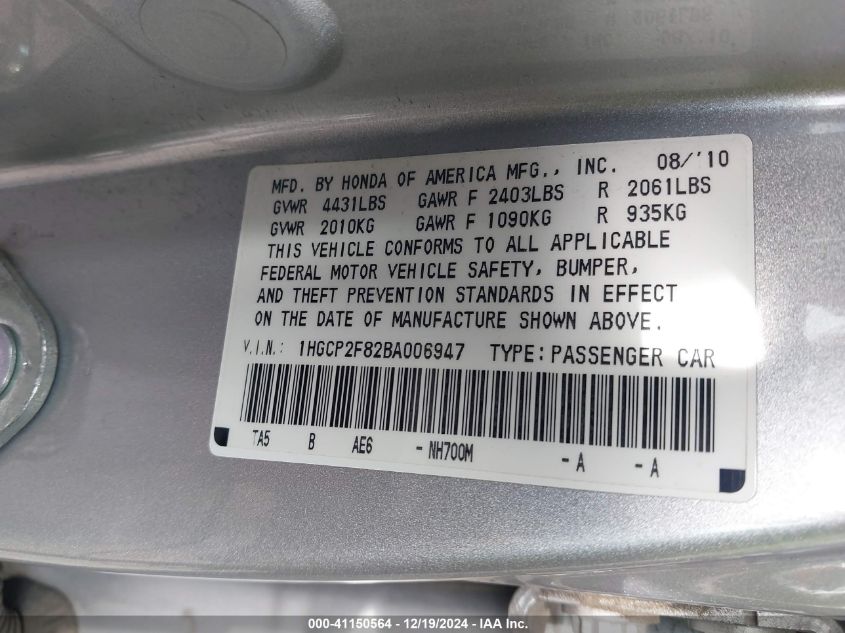 MFD. BY HONDA OF AMERICA MFG., INC. 08/'10
GVWR 4431LBS GAWR F 2403LBS R 2061LBS
GVWR 2010KG GAWR F 1090KG R 935KG
THIS VEHICLE CONFORMS TO ALL APPLICABLE
FEDERAL MOTOR VEHICLE SAFETY, BUMPER,
AND THEFT PREVENTION STANDARDS IN EFFECT
ON THE DATE OF MANUFACTURE SHOWN ABOVE.
V.I.N.: 1HGCP2F82BA006947 TYPE: PASSENGER CAR
TA5 B AE6 - NH700M - A - A
000-41150564 - 12/19/2024 - IAA Inc.